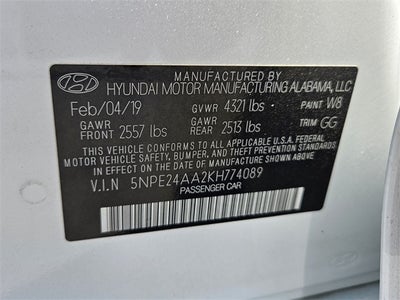 MANUFACTURED BY
HYUNDAI MOTOR MANUFACTURING ALABAMA, LLC
Feb/04/19 GVWR 4321 lbs PAINT W8
GAWR FRONT 2557 lbs GAWR REAR 2513 lbs TRIM GG
THIS VEHICLE CONFORMS TO ALL APPLICABLE U.S.A FEDERAL
MOTOR VEHICLE SAFETY, BUMPER, AND THEFT PREVENTION STANDARDS
IN EFFECT ON THE DATE OF MANUFACTURE SHOWN ABOVE.
V.I.N 5NPE24AA2KH774089
PASSENGER CAR